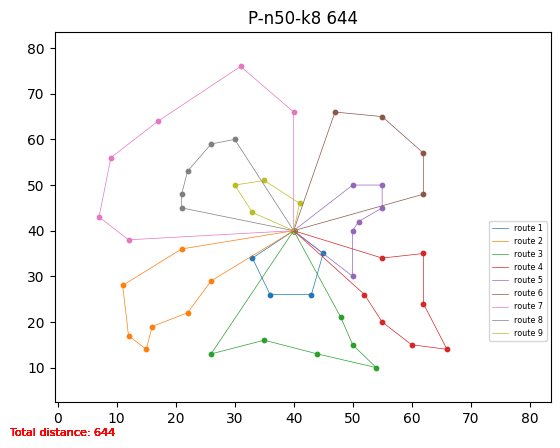 P-n50-k8 644
80
70
60
50
40
30
20
10
0 10 20 30 40 50 60 70 80
route 1
route 2
route 3
route 4
route 5
route 6
route 7
route 8
route 9
Total distance: 644